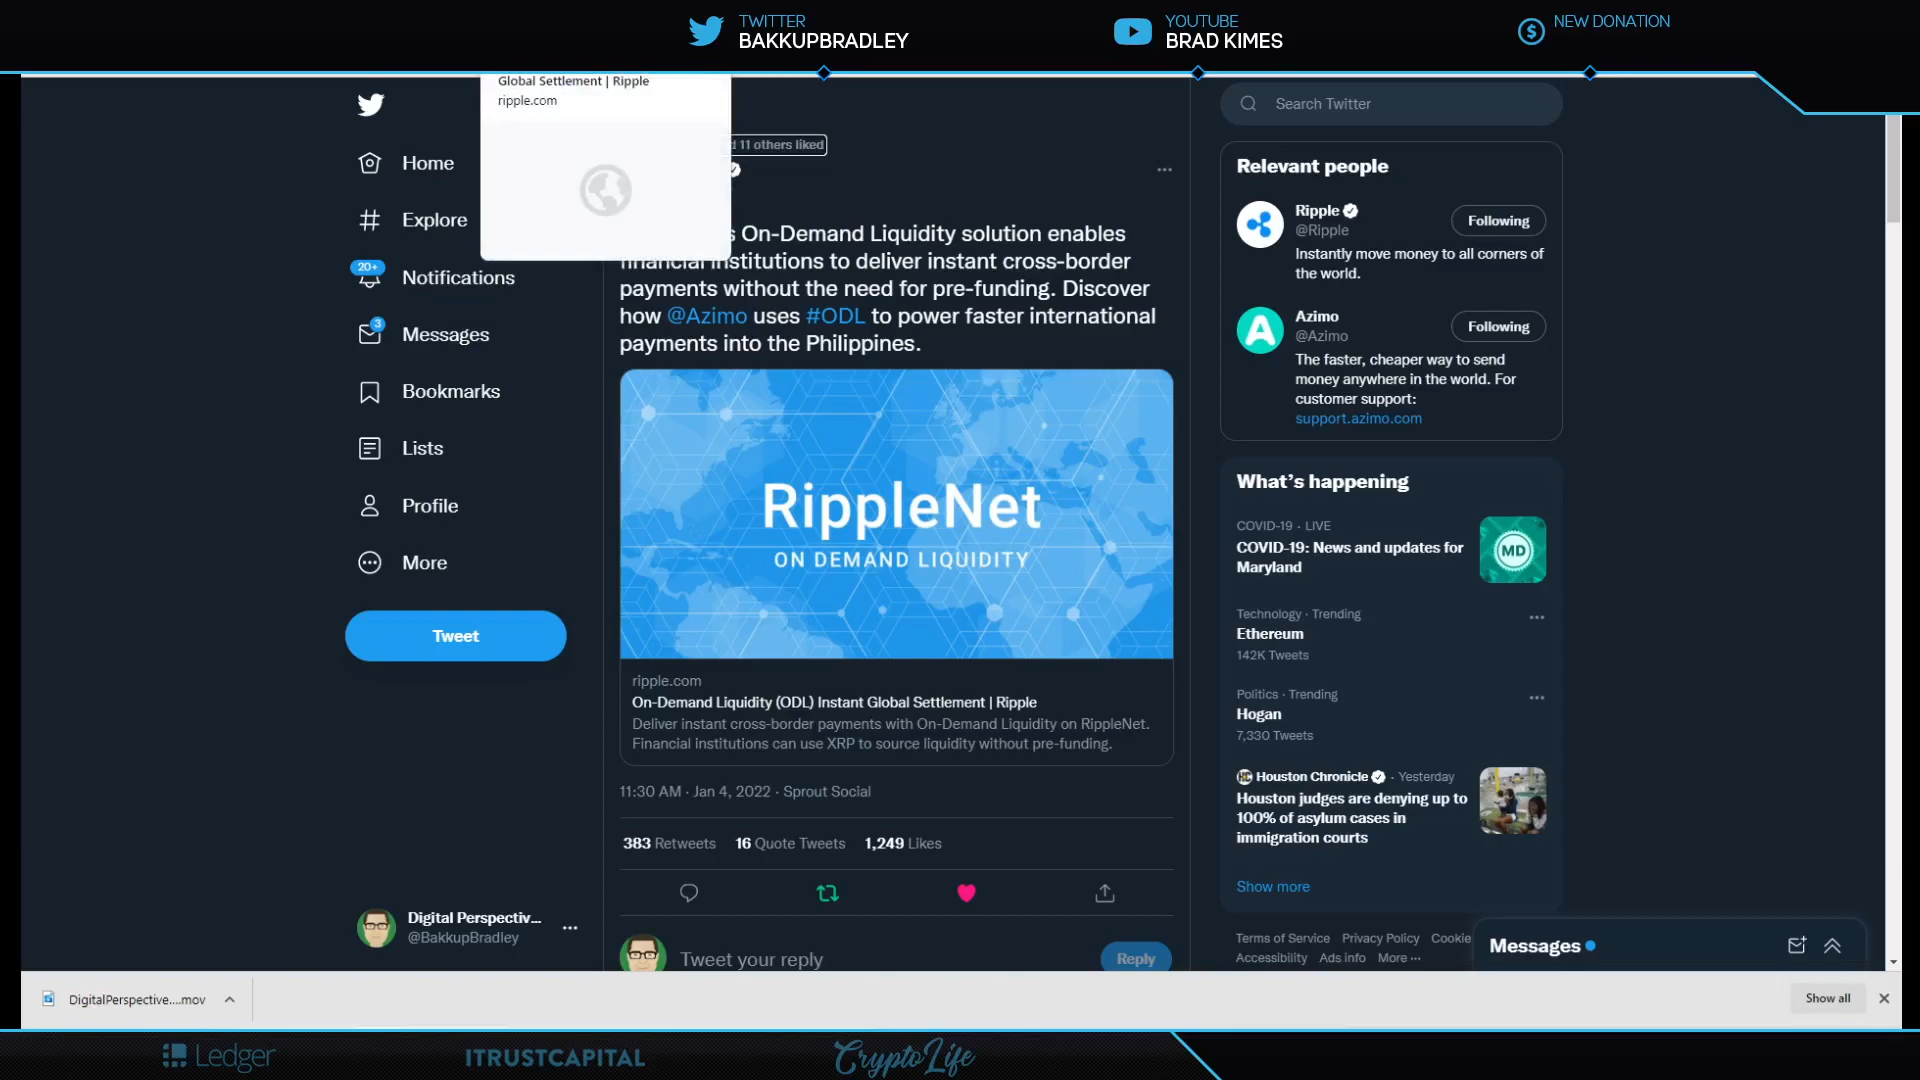 TWITTER
BAKKUPBRADLEY
YOUTUBE
BRAD KIMES
NEW DONATION
Global Settlement | Ripple
ripple.com
11 others liked
Home
Explore
20+
Notifications
3
Messages
Bookmarks
Lists
Profile
More
Tweet
Digital Perspectiv...
@BakkupBradley
s On-Demand Liquidity solution enables
financial institutions to deliver instant cross-border
payments without the need for pre-funding. Discover
how @Azimo uses #ODL to power faster international
payments into the Philippines.
RippleNet
ON DEMAND LIQUIDITY
ripple.com
On-Demand Liquidity (ODL) Instant Global Settlement | Ripple
Deliver instant cross-border payments with On-Demand Liquidity on RippleNet.
Financial institutions can use XRP to source liquidity without pre-funding.
11:30 AM · Jan 4, 2022 · Sprout Social
383 Retweets 16 Quote Tweets 1,249 Likes
Tweet your reply
Reply
Search Twitter
Relevant people
Ripple
@Ripple
Following
Instantly move money to all corners of
the world.
Azimo
@Azimo
Following
The faster, cheaper way to send
money anywhere in the world. For
customer support:
support.azimo.com
What's happening
COVID-19 · LIVE
COVID-19: News and updates for
Maryland
MD
Technology · Trending
Ethereum
142K Tweets
Politics · Trending
Hogan
7,330 Tweets
Houston Chronicle · Yesterday
Houston judges are denying up to
100% of asylum cases in
immigration courts
Show more
Terms of Service Privacy Policy Cookie
Accessibility Ads info More ···
Messages
DigitalPerspective....mov
Show all
Ledger
ITRUSTCAPITAL
CryptoLife